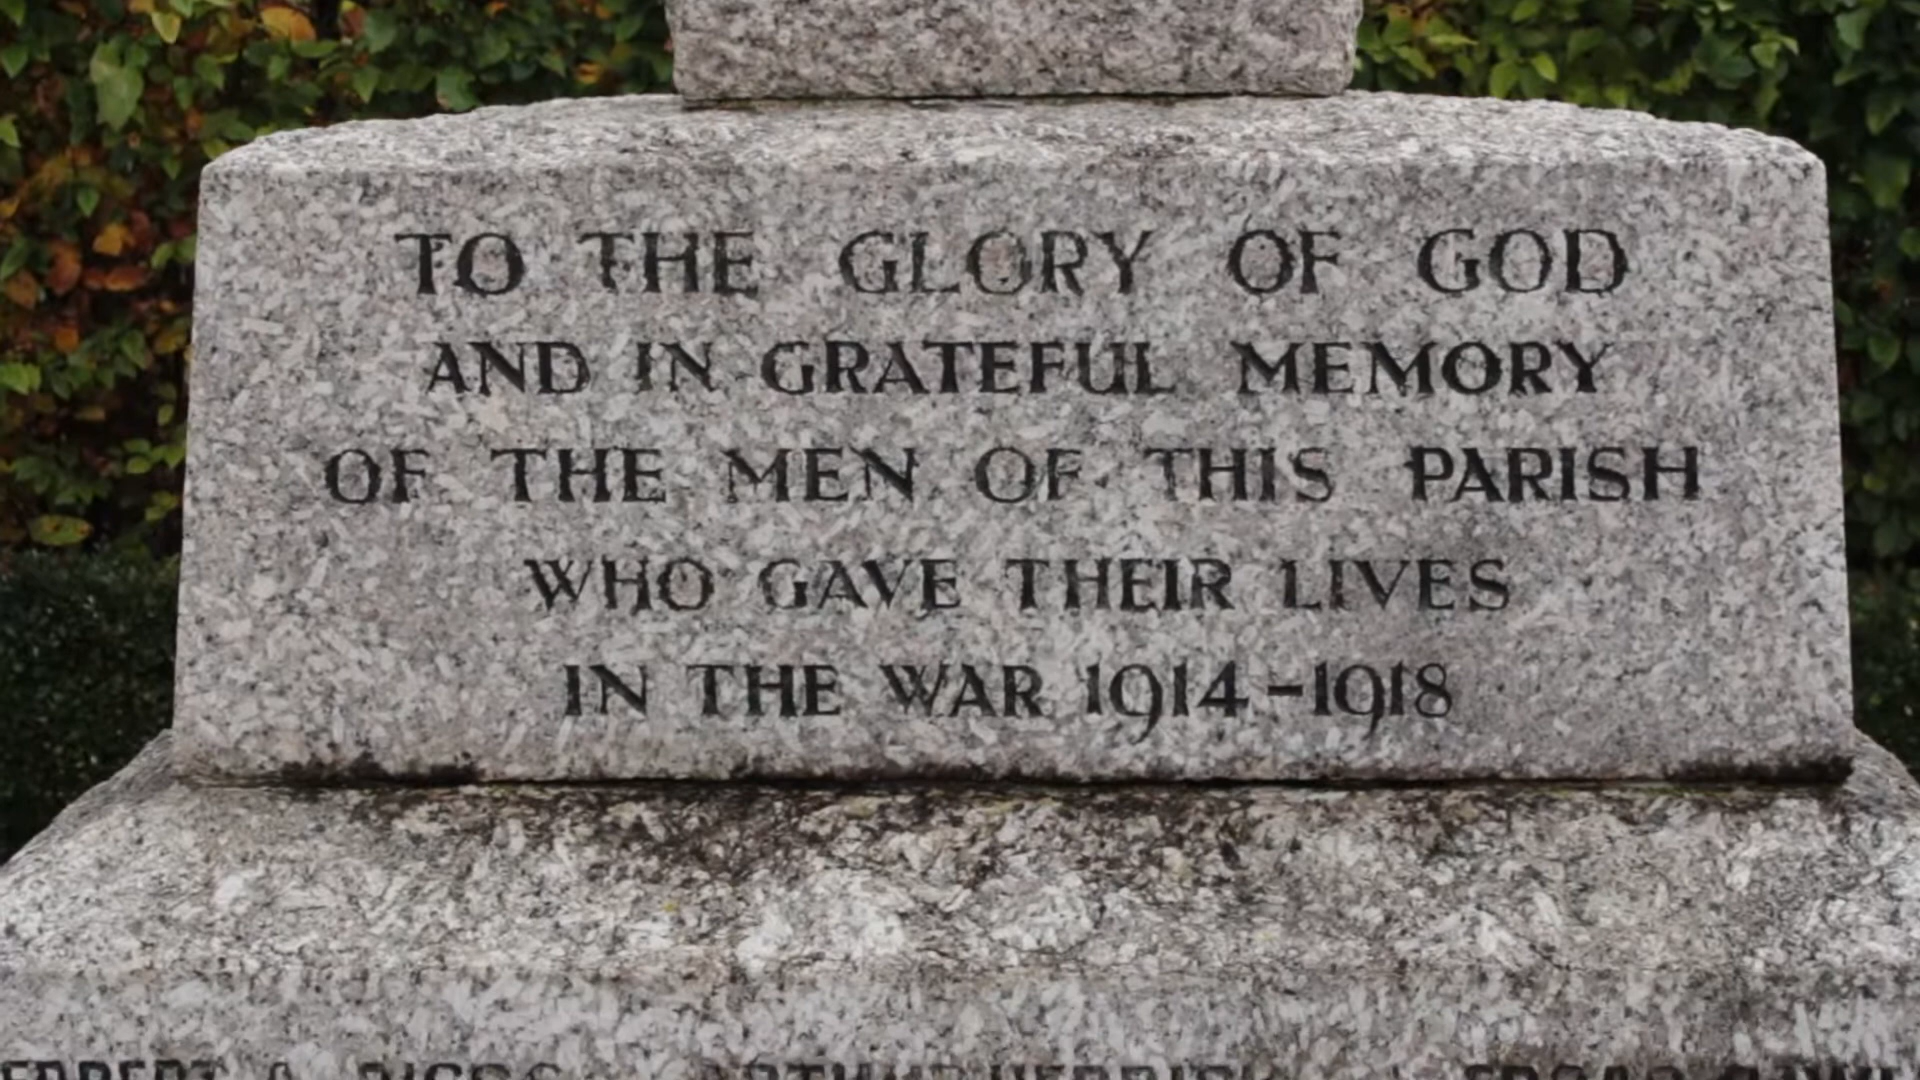 TO THE GLORY OF GOD
AND IN GRATEFUL MEMORY
OF THE MEN OF THIS PARISH
WHO GAVE THEIR LIVES
IN THE WAR 1914-1918